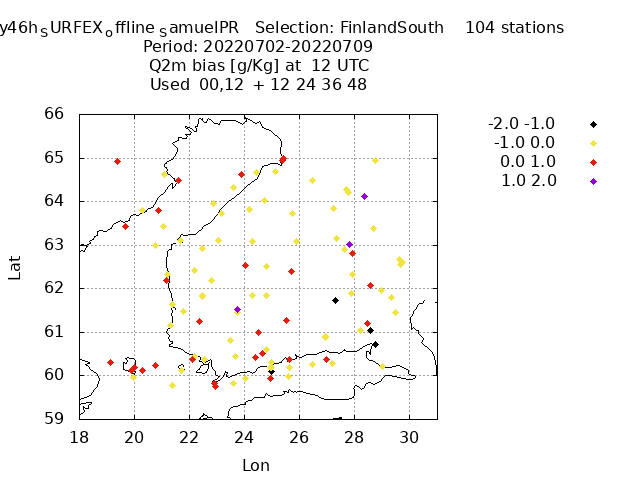 y46h_SURFEX_offline_SamuelPR Selection: FinlandSouth 104 stations
Period: 20220702-20220709
Q2m bias [g/Kg] at 12 UTC
Used 00,12 + 12 24 36 48
-2.0 -1.0
-1.0 0.0
0.0 1.0
1.0 2.0
66
65
64
63
62
61
60
59
Lat
18 20 22 24 26 28 30
Lon